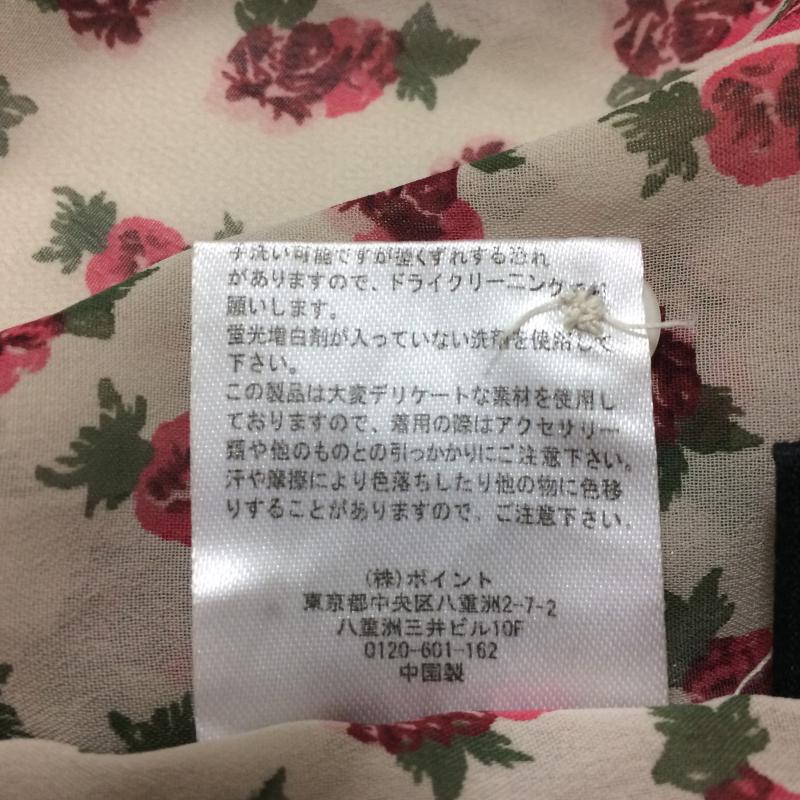 手洗い可能ですが型くずれする恐れ
がありますので、ドライクリーニングでお
願いします。
蛍光増白剤が入っていない洗剤を使用して
下さい。
この製品は大変デリケートな素材を使用し
ておりますので、着用の際はアクセサリー
類や他のものとの引っかかりにご注意下さい。
汗や摩擦により色落ちしたり他の物に色移
りすることがありますので、ご注意下さい。
(株)ポイント
東京都中央区八重洲2-7-2
八重洲三井ビル10F
0120-601-162
中国製